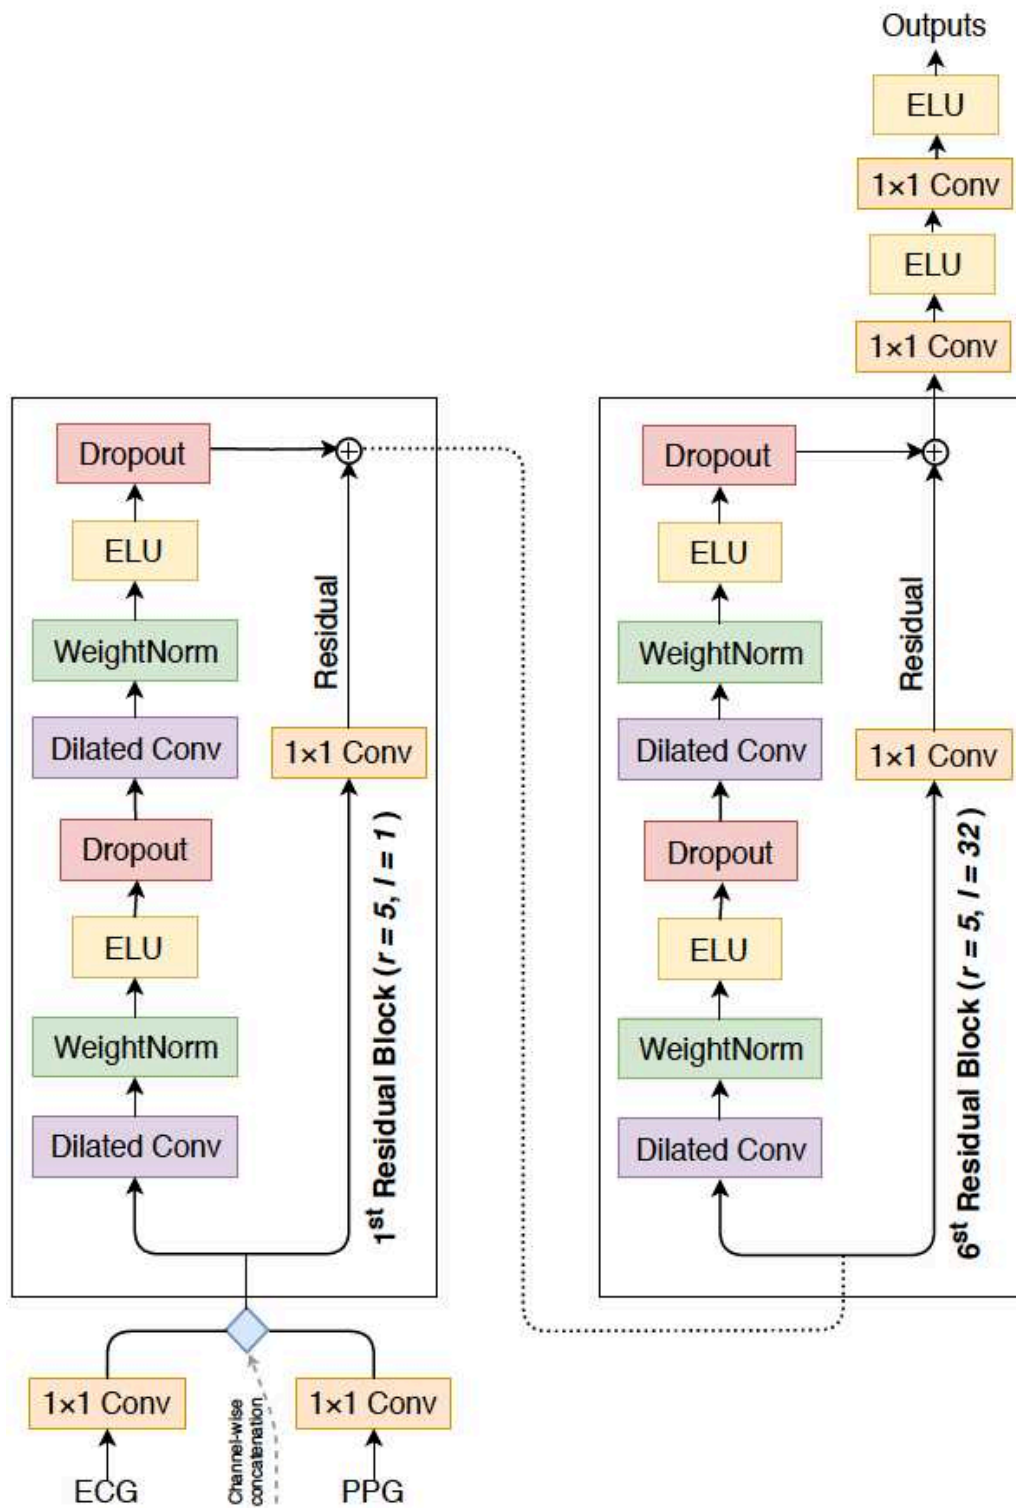 Outputs
ELU
1×1 Conv
ELU
1×1 Conv
Dropout
ELU
WeightNorm
Dilated Conv
Dropout
ELU
WeightNorm
Dilated Conv
Residual
1×1 Conv
1st Residual Block (r = 5, l = 1)
Dropout
ELU
WeightNorm
Dilated Conv
Dropout
ELU
WeightNorm
Dilated Conv
Residual
1×1 Conv
6st Residual Block (r = 5, l = 32)
1×1 Conv
Channel-wise
concatenation
1×1 Conv
ECG
PPG